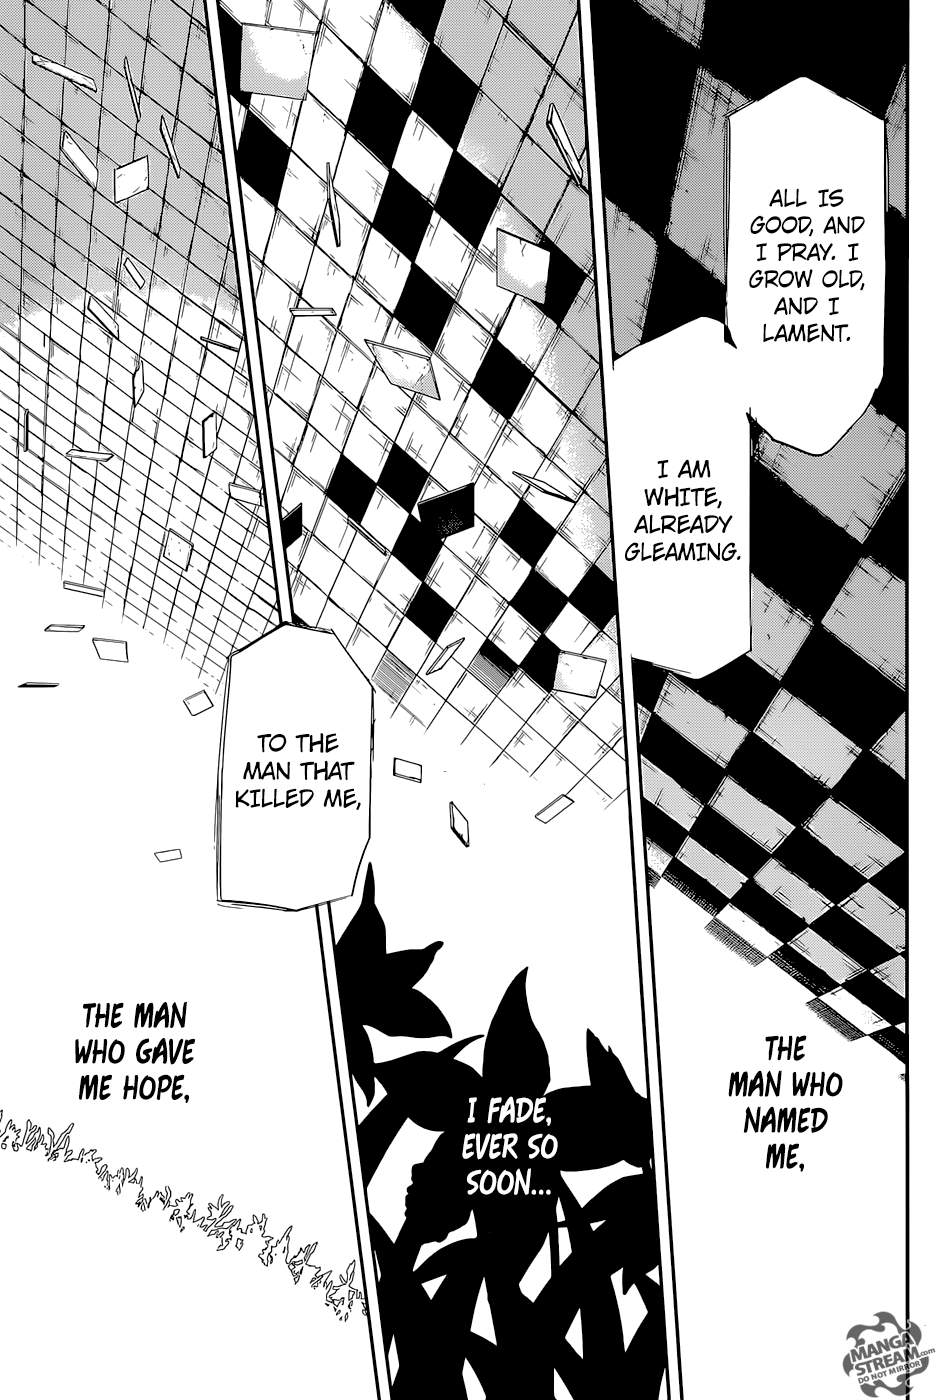 ALL IS
GOOD, AND
I PRAY. I
GROW OLD,
AND I
LAMENT.
I AM
WHITE,
ALREADY
GLEAMING.
THE
MAN WHO
NAMED
ME,
TO THE
MAN THAT
KILLED ME,
I FADE,
EVER SO
SOON...
THE MAN
WHO GAVE
ME HOPE,
MANGA
STREAM.com
DO NOT MIRROR